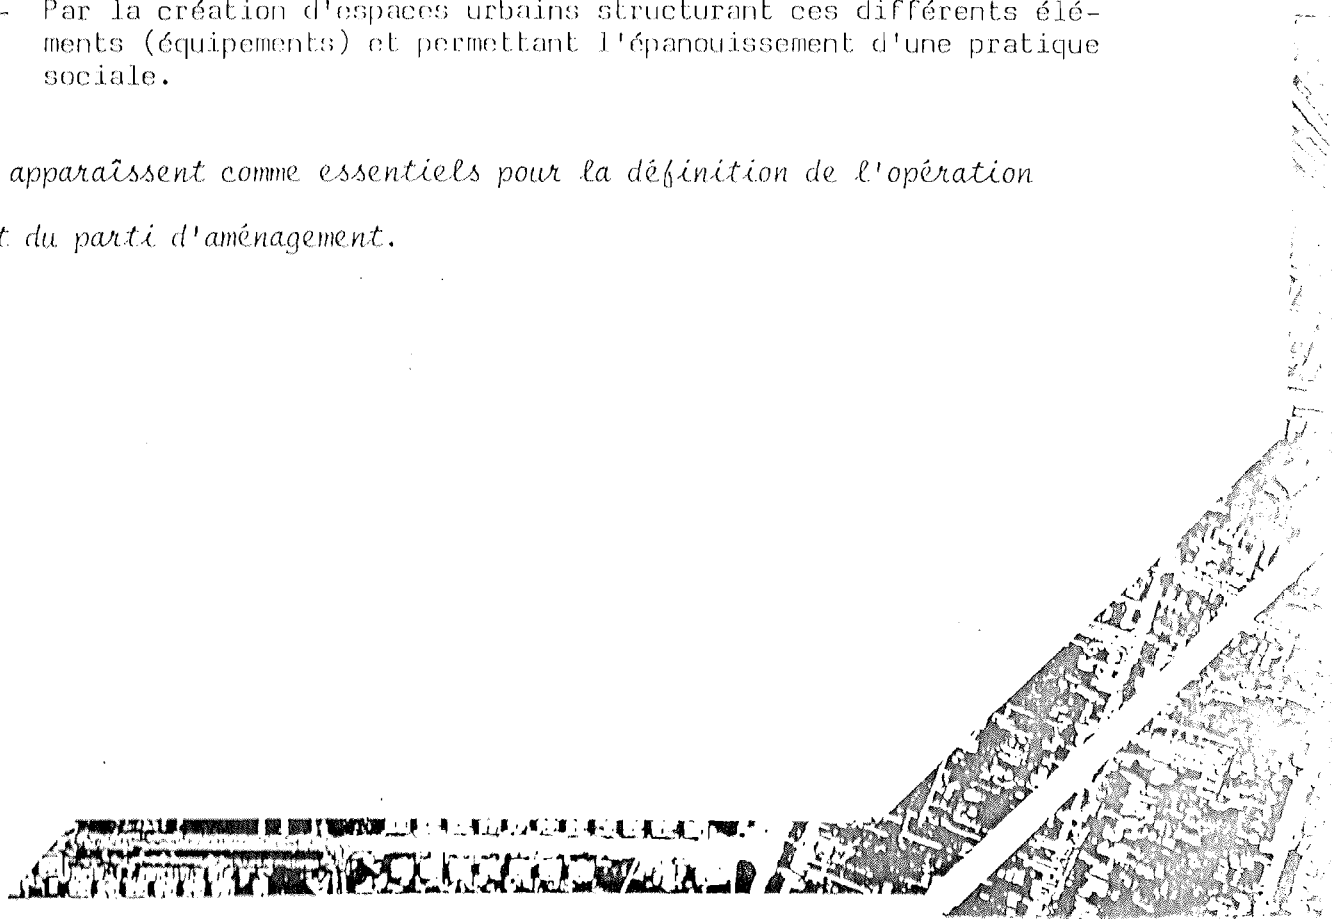 - Par la création d'espaces urbains structurant ces différents élé-
ments (équipements) et permettant l'épanouissement d'une pratique
sociale.
apparaîssent comme essentiels pour la définition de l'opération
t du parti d'aménagement.